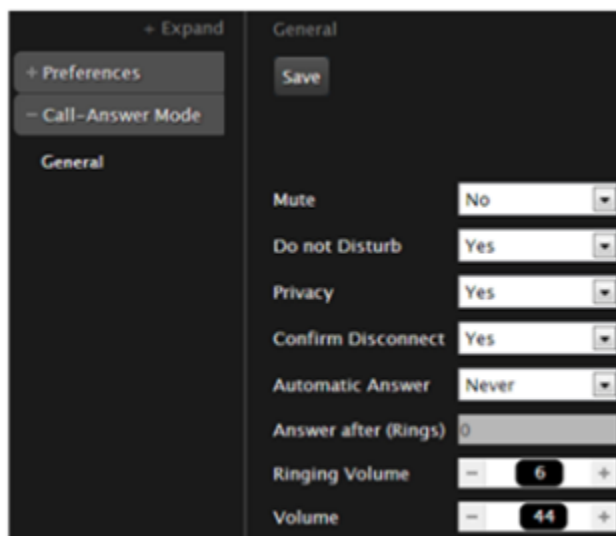 + Expand
General
Save
+ Preferences
− Call-Answer Mode
General
Mute No
Do not Disturb Yes
Privacy Yes
Confirm Disconnect Yes
Automatic Answer Never
Answer after (Rings) 0
Ringing Volume − 6 +
Volume − 44 +